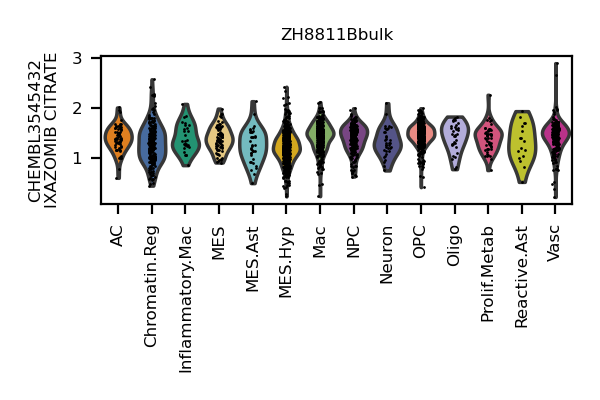 ZH8811Bbulk
CHEMBL3545432
IXAZOMIB CITRATE
3
2
1
AC
Chromatin.Reg
Inflammatory.Mac
MES
MES.Ast
MES.Hyp
Mac
NPC
Neuron
OPC
Oligo
Prolif.Metab
Reactive.Ast
Vasc